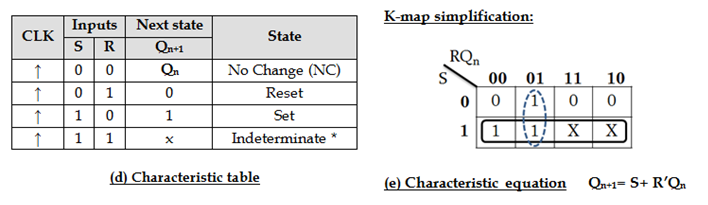 CLK Inputs Next state State
S R Qn+1
↑ 0 0 Qn No Change (NC)
↑ 0 1 0 Reset
↑ 1 0 1 Set
↑ 1 1 x Indeterminate *
(d) Characteristic table
K-map simplification:
RQn
S 00 01 11 10
0 0 1 0 0
1 1 1 X X
(e) Characteristic equation Qn+1= S+ R’Qn